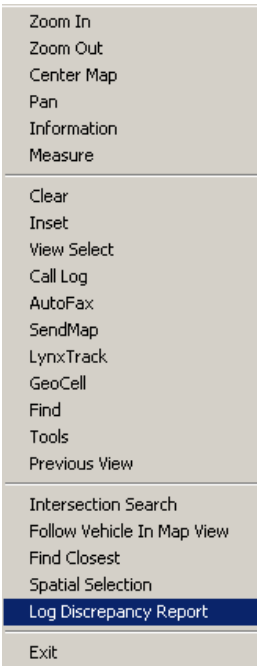 Zoom In
Zoom Out
Center Map
Pan
Information
Measure
Clear
Inset
View Select
Call Log
AutoFax
SendMap
LynxTrack
GeoCell
Find
Tools
Previous View
Intersection Search
Follow Vehicle In Map View
Find Closest
Spatial Selection
Log Discrepancy Report
Exit